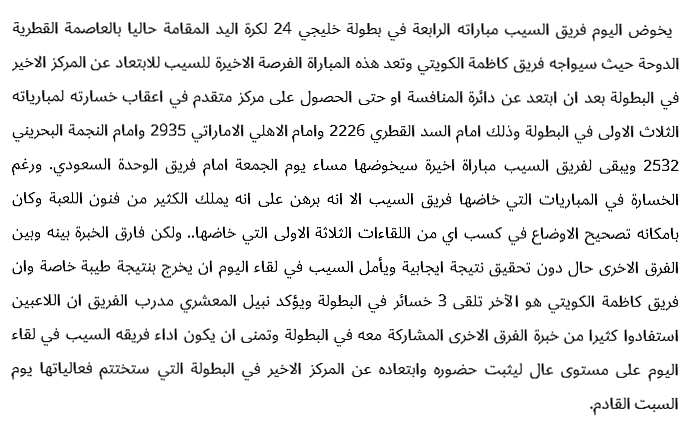 يخوض اليوم فريق السيب مباراته الرابعة في بطولة خليجي 24 لكرة اليد المقامة حاليا بالعاصمة القطرية
الدوحة حيث سيواجه فريق كاظمة الكويتي وتعد هذه المباراة الفرصة الاخيرة للسيب للابتعاد عن المركز الاخير
في البطولة بعد ان ابتعد عن دائرة المنافسة او حتى الحصول على مركز متقدم في اعقاب خسارته لمبارياته
الثلاث الاولى في البطولة وذلك امام السد القطري 2226 وامام الاهلي الاماراتي 2935 وامام النجمة البحريني
2532 ويبقى لفريق السيب مباراة اخيرة سيخوضها مساء يوم الجمعة امام فريق الوحدة السعودي. ورغم
الخسارة في المباريات التي خاضها فريق السيب الا انه برهن على انه يملك الكثير من فنون اللعبة وكان
بامكانه تصحيح الاوضاع في كسب اي من اللقاءات الثلاثة الاولى التي خاضها.. ولكن فارق الخبرة بينه وبين
الفرق الاخرى حال دون تحقيق نتيجة ايجابية ويأمل السيب في لقاء اليوم ان يخرج بنتيجة طيبة خاصة وان
فريق كاظمة الكويتي هو الآخر تلقى 3 خسائر في البطولة ويؤكد نبيل المعشري مدرب الفريق ان اللاعبين
استفادوا كثيرا من خبرة الفرق الاخرى المشاركة معه في البطولة وتمنى ان يكون اداء فريقه السيب في لقاء
اليوم على مستوى عال ليثبت حضوره وابتعاده عن المركز الاخير في البطولة التي ستختتم فعالياتها يوم
السبت القادم.